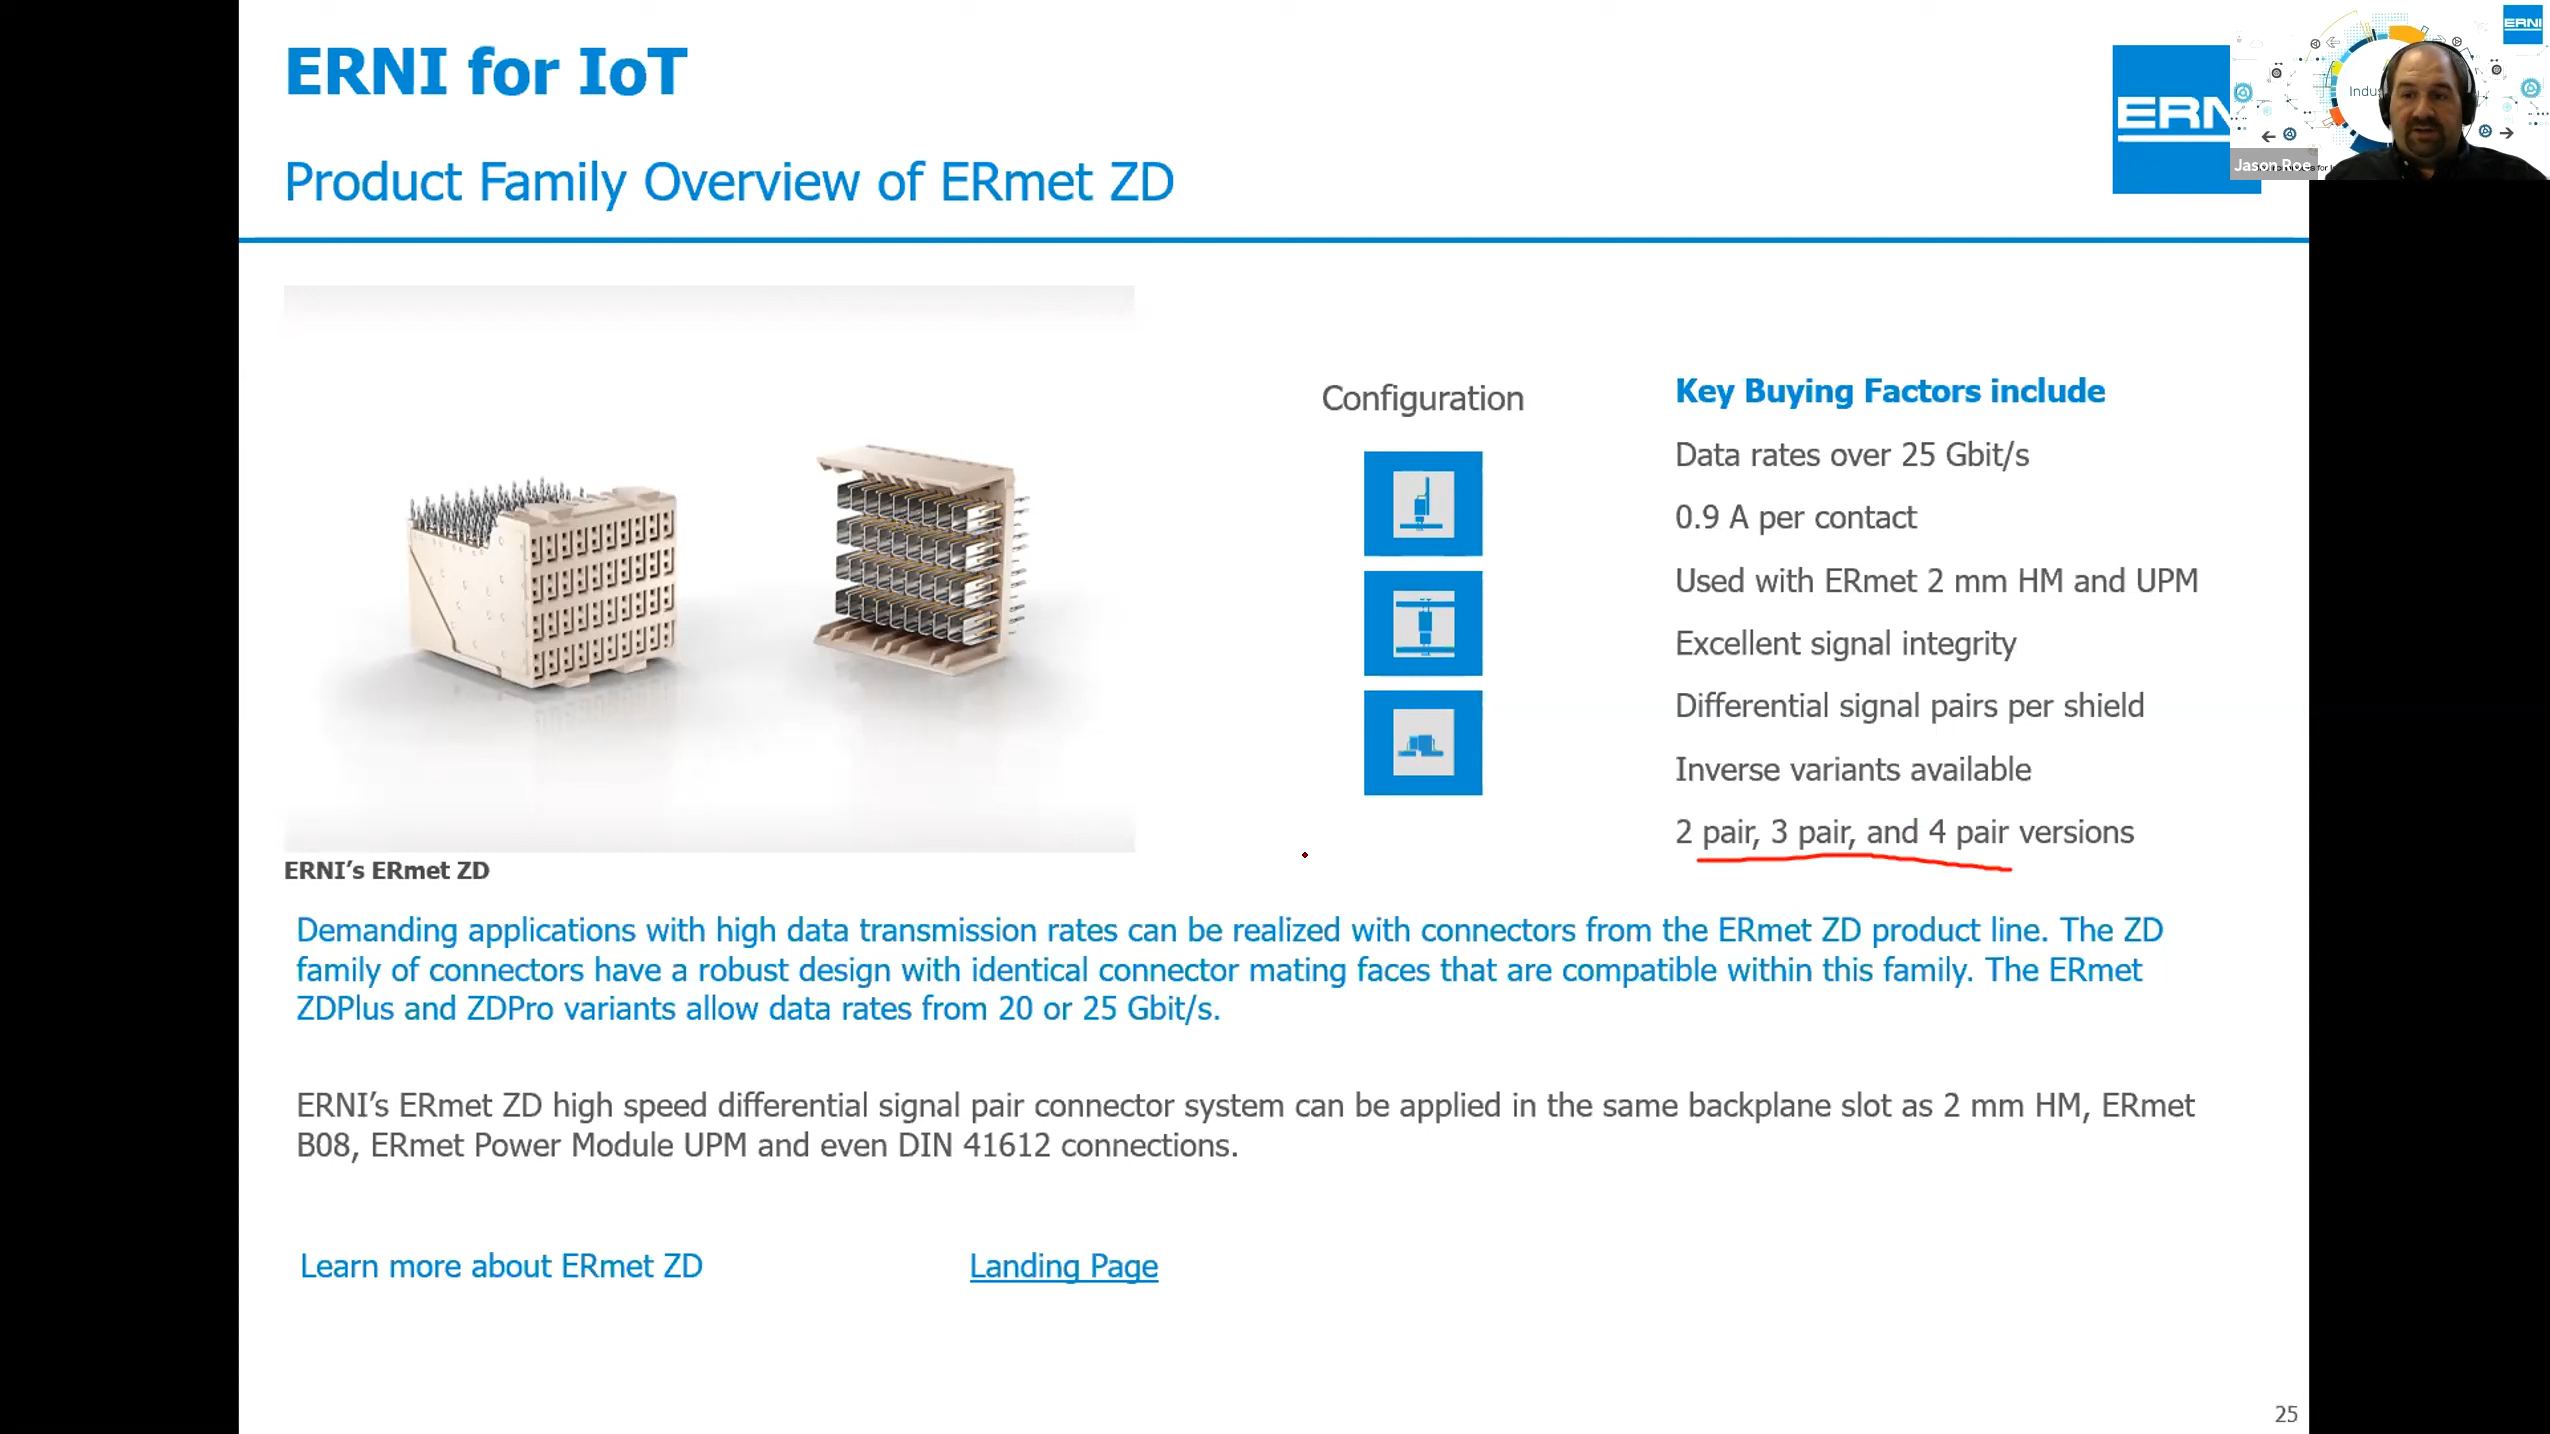 ERNI for IoT
Product Family Overview of ERmet ZD
ERNI
ERN
Jason Roe
Configuration
Key Buying Factors include
Data rates over 25 Gbit/s
0.9 A per contact
Used with ERmet 2 mm HM and UPM
Excellent signal integrity
Differential signal pairs per shield
Inverse variants available
2 pair, 3 pair, and 4 pair versions
ERNI’s ERmet ZD
Demanding applications with high data transmission rates can be realized with connectors from the ERmet ZD product line. The ZD
family of connectors have a robust design with identical connector mating faces that are compatible within this family. The ERmet
ZDPlus and ZDPro variants allow data rates from 20 or 25 Gbit/s.
ERNI’s ERmet ZD high speed differential signal pair connector system can be applied in the same backplane slot as 2 mm HM, ERmet
B08, ERmet Power Module UPM and even DIN 41612 connections.
Learn more about ERmet ZD
Landing Page
25